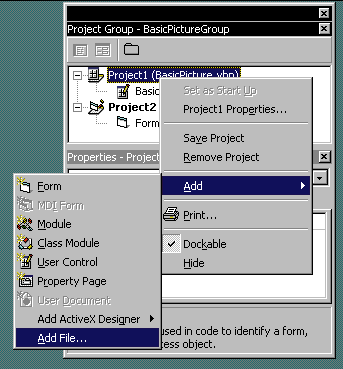 Project Group - BasicPictureGroup
Project1 (BasicPicture.vbp)
Basic
Project2
Form
Set as Start Up
Project1 Properties...
Save Project
Remove Project
Add
Print...
Dockable
Hide
Properties - Project
Form
MDI Form
Module
Class Module
User Control
Property Page
User Document
Add ActiveX Designer
Add File...
used in code to identify a form,
cess object.